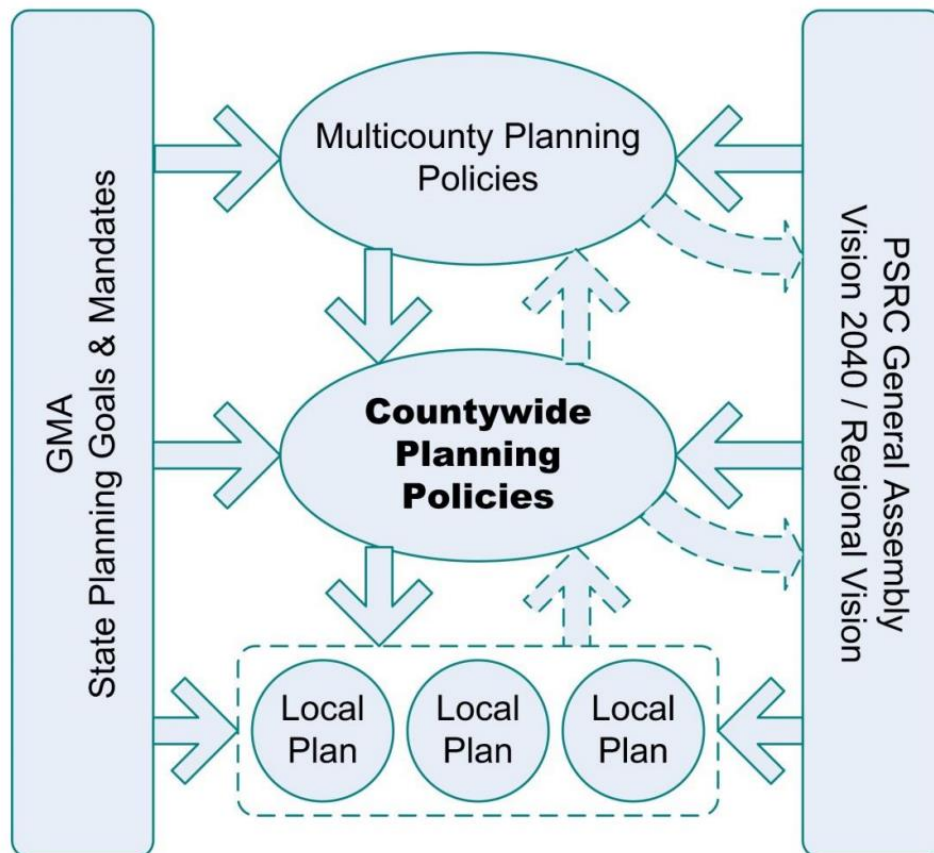 GMA
State Planning Goals & Mandates
Multicounty Planning
Policies
Countywide
Planning
Policies
Local
Plan
Local
Plan
Local
Plan
PSRC General Assembly
Vision 2040 / Regional Vision